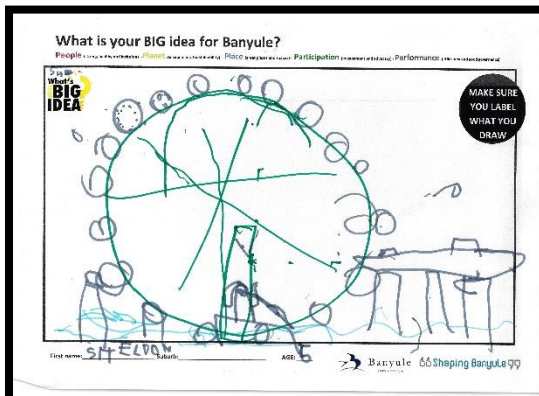 What is your BIG idea for Banyule?
People Planet Place Participation Performance
What's
BIG
IDEA
MAKE SURE
YOU LABEL
WHAT YOU
DRAW
First name: SHELDON Suburb: AGE: 5
Banyule
Shaping Banyule